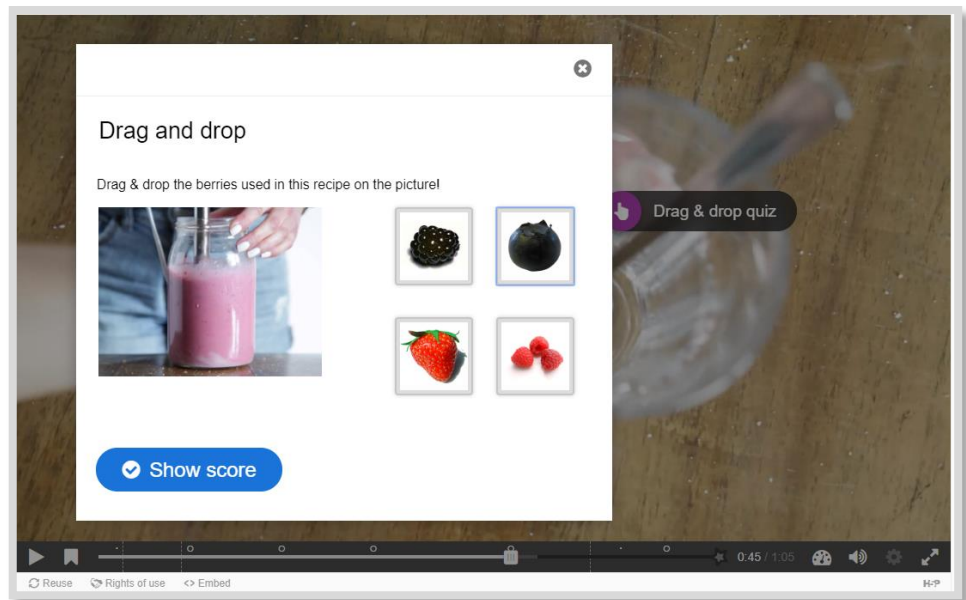 Drag and drop
Drag & drop the berries used in this recipe on the picture!
Drag & drop quiz
Show score
0:45 / 1:05
Reuse
Rights of use
<> Embed
H-P